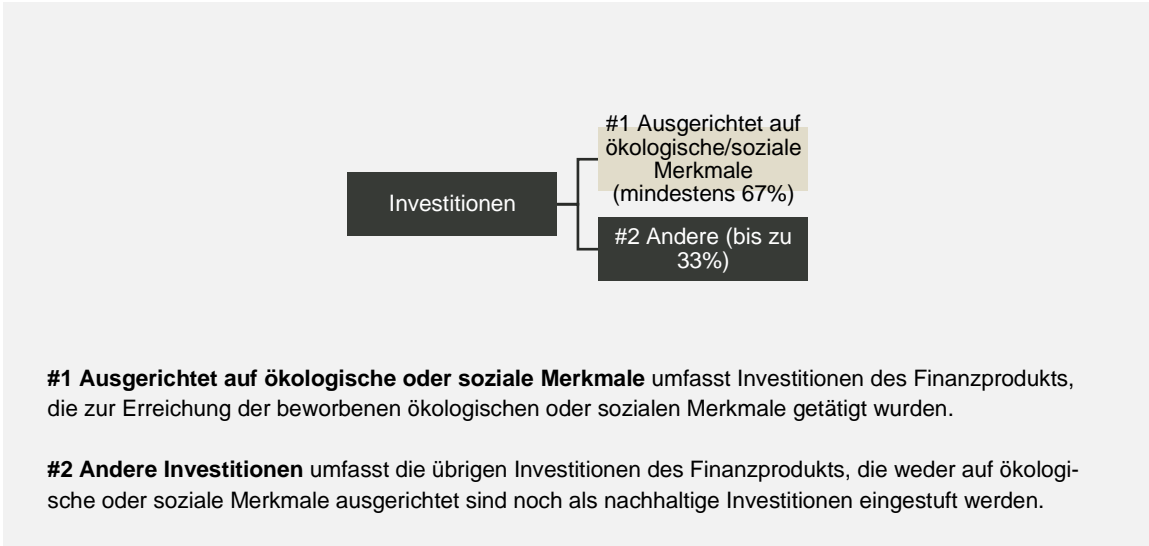 #1 Ausgerichtet auf
ökologische/soziale
Merkmale
(mindestens 67%)
Investitionen
#2 Andere (bis zu
33%)
#1 Ausgerichtet auf ökologische oder soziale Merkmale umfasst Investitionen des Finanzprodukts,
die zur Erreichung der beworbenen ökologischen oder sozialen Merkmale getätigt wurden.
#2 Andere Investitionen umfasst die übrigen Investitionen des Finanzprodukts, die weder auf ökologi-
sche oder soziale Merkmale ausgerichtet sind noch als nachhaltige Investitionen eingestuft werden.